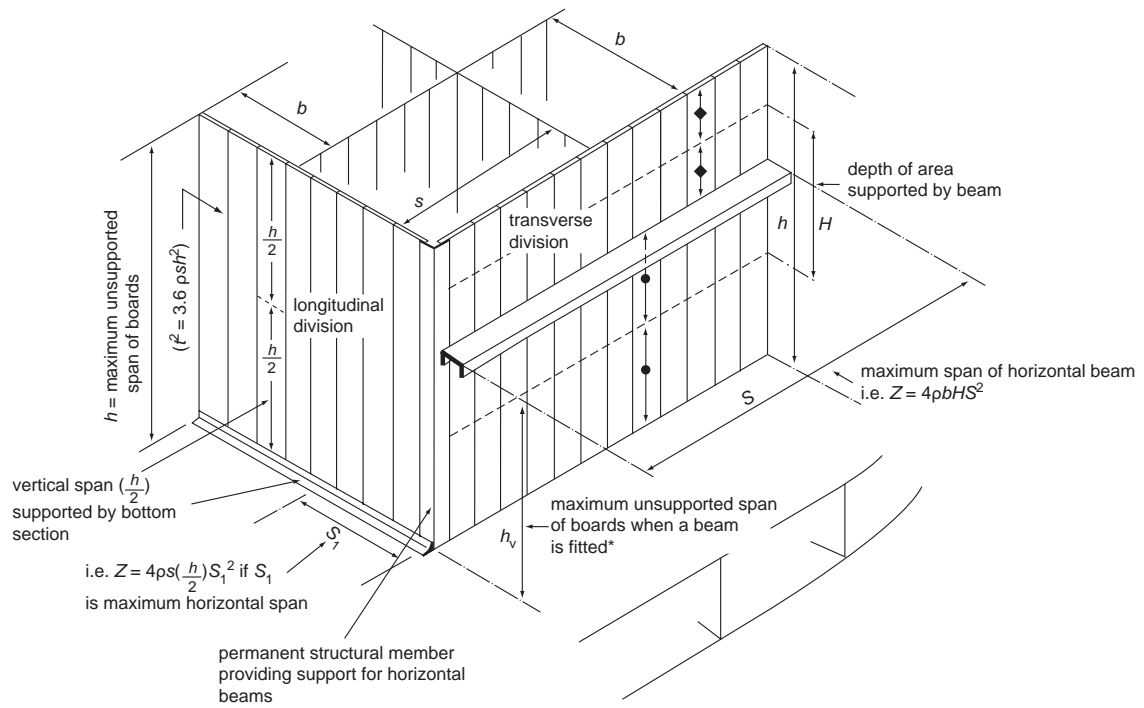 b
b
s
transverse
division
depth of area
supported by beam
h
H
h = maximum unsupported
span of boards
(t² = 3.6 ρsh²)
h/2
longitudinal
division
h/2
maximum span of horizontal beam
i.e. Z = 4ρbHS²
S
vertical span (h/2)
supported by bottom
section
S₁
i.e. Z = 4ρs(h/2)S₁² if S₁
is maximum horizontal span
hᵥ
maximum unsupported span
of boards when a beam
is fitted*
permanent structural member
providing support for horizontal
beams